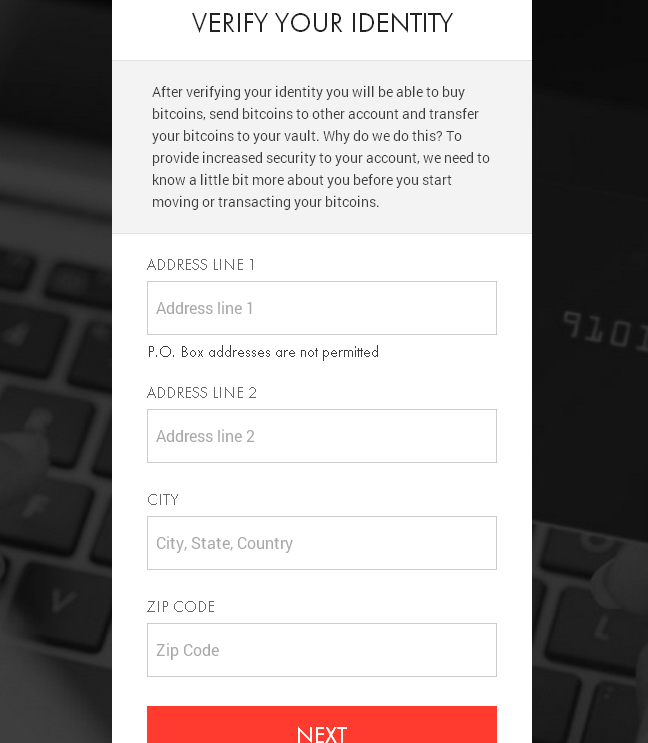 VERIFY YOUR IDENTITY
After verifying your identity you will be able to buy
bitcoins, send bitcoins to other account and transfer
your bitcoins to your vault. Why do we do this? To
provide increased security to your account, we need to
know a little bit more about you before you start
moving or transacting your bitcoins.
ADDRESS LINE 1
Address line 1
P.O. Box addresses are not permitted
ADDRESS LINE 2
Address line 2
CITY
City, State, Country
ZIP CODE
Zip Code
NEXT
9101
R
F
V
L